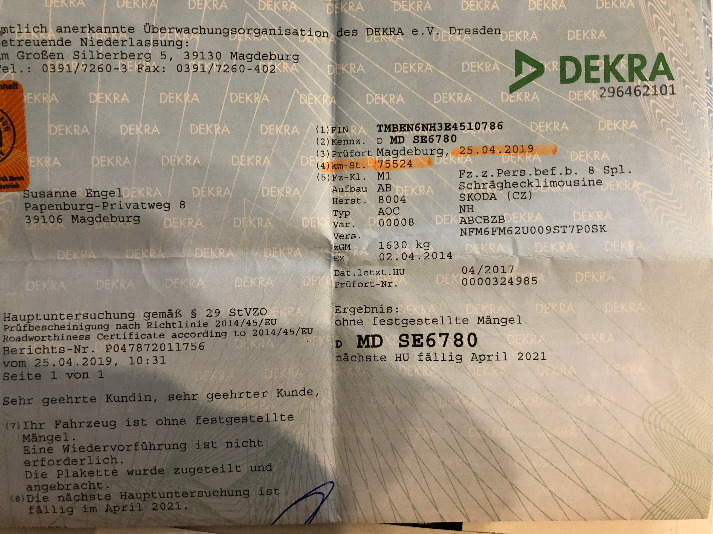 mtlich anerkannte Überwachungsorganisation des DEKRA e.V. Dresden
etreuende Niederlassung:
m Großen Silberberg 5, 39130 Magdeburg
el.: 0391/7260-3 Fax: 0391/7260-402
DEKRA
296462101
(1) FIN TMBEN6NH3E4510786
(2) Kennz. D MD SE6780
(3) Prüfort Magdeburg, 25.04.2019
(4) km-St. 75524
(5) Fz-Kl. M1 Fz.z.Pers.bef.b. 8 Spl.
Aufbau AB Schräghecklimousine
Herst. 8004 SKODA (CZ)
Typ AOC NH
Var. 00008 ABCBZB
Vers. NFM6FM62U009ST7P0SK
zGM 1630 kg
EZ 02.04.2014
Dat.letzt.HU 04/2017
Prüfort-Nr. 0000324985
Susanne Engel
Papenburg-Privatweg 8
39106 Magdeburg
Ergebnis:
ohne festgestellte Mängel
D MD SE6780
nächste HU fällig April 2021
Hauptuntersuchung gemäß § 29 StVZO
Prüfbescheinigung nach Richtlinie 2014/45/EU
Roadworthiness Certificate according to 2014/45/EU
Berichts-Nr. P047872011756
vom 25.04.2019, 10:31
Seite 1 von 1
Sehr geehrte Kundin, sehr geehrter Kunde,
(7) Ihr Fahrzeug ist ohne festgestellte
Mängel.
Eine Wiedervorführung ist nicht
erforderlich.
Die Plakette wurde zugeteilt und
angebracht.
(8) Die nächste Hauptuntersuchung ist
fällig im April 2021.